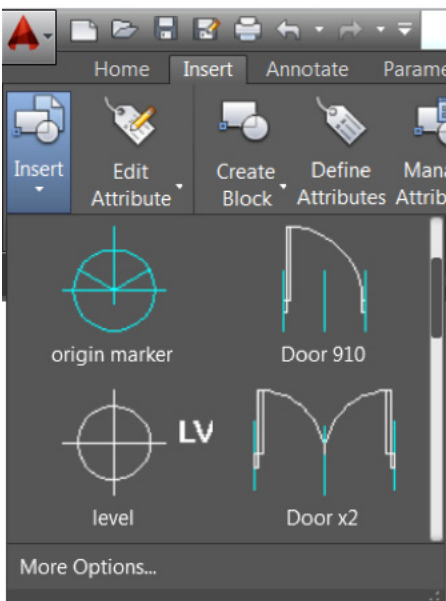 Home Insert Annotate Parame
Insert Edit Attribute Create Block Define Attributes Mana Attrib
origin marker Door 910
LV
level Door x2
More Options...